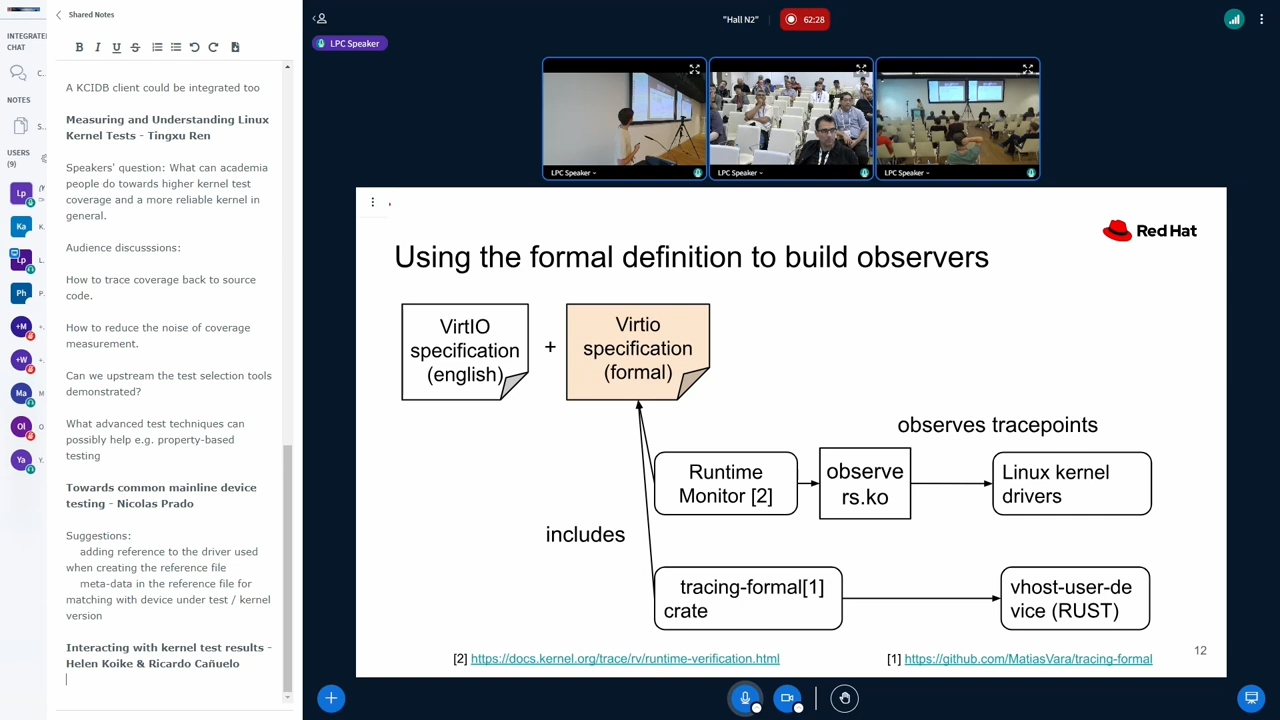 Shared Notes
"Hall N2"
62:28
LPC Speaker
INTEGRATE
CHAT
C..
NOTES
S..
USERS
(9)
B I U S
A KCIDB client could be integrated too
Measuring and Understanding Linux
Kernel Tests - Tingxu Ren
Speakers' question: What can academia
people do towards higher kernel test
coverage and a more reliable kernel in
general.
Audience discusssions:
How to trace coverage back to source
code.
How to reduce the noise of coverage
measurement.
Can we upstream the test selection tools
demonstrated?
What advanced test techniques can
possibly help e.g. property-based
testing
Towards common mainline device
testing - Nicolas Prado
Suggestions:
adding reference to the driver used
when creating the reference file
meta-data in the reference file for
matching with device under test / kernel
version
Interacting with kernel test results -
Helen Koike & Ricardo Cañuelo
Lp
Ka
K.
Lp
L..
Ph
P.
+M
+W
Ma
M
Ol
O
Ya
Y.
LPC Speaker
LPC Speaker
LPC Speaker
Red Hat
Using the formal definition to build observers
VirtIO
specification
(english)
+
Virtio
specification
(formal)
observes tracepoints
Runtime
Monitor [2]
observe
rs.ko
Linux kernel
drivers
includes
tracing-formal[1]
crate
vhost-user-de
vice (RUST)
[2] https://docs.kernel.org/trace/rv/runtime-verification.html
[1] https://github.com/MatiasVara/tracing-formal
12